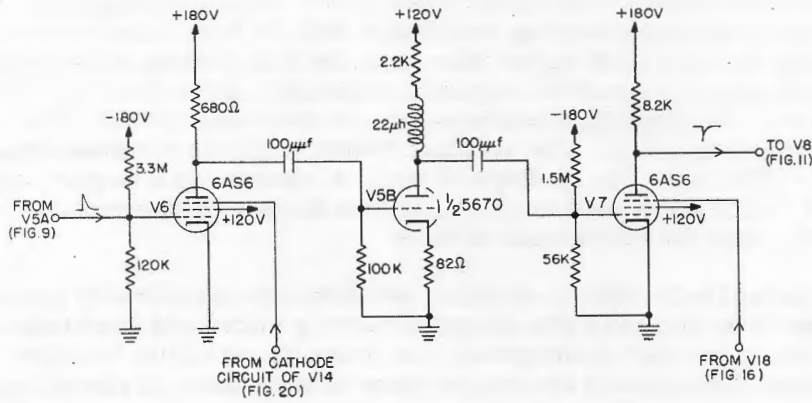 +180V
+120V
+180V
680Ω
2.2K
8.2K
-180V
22μh
-180V
3.3M
100μμf
100μμf
1.5M
TO V8
(FIG.11)
6AS6
6AS6
FROM
V5A
(FIG.9)
V6
+120V
V5B
1/2 5670
V7
+120V
120K
100K
82Ω
56K
FROM CATHODE
CIRCUIT OF V14
(FIG. 20)
FROM V18
(FIG. 16)